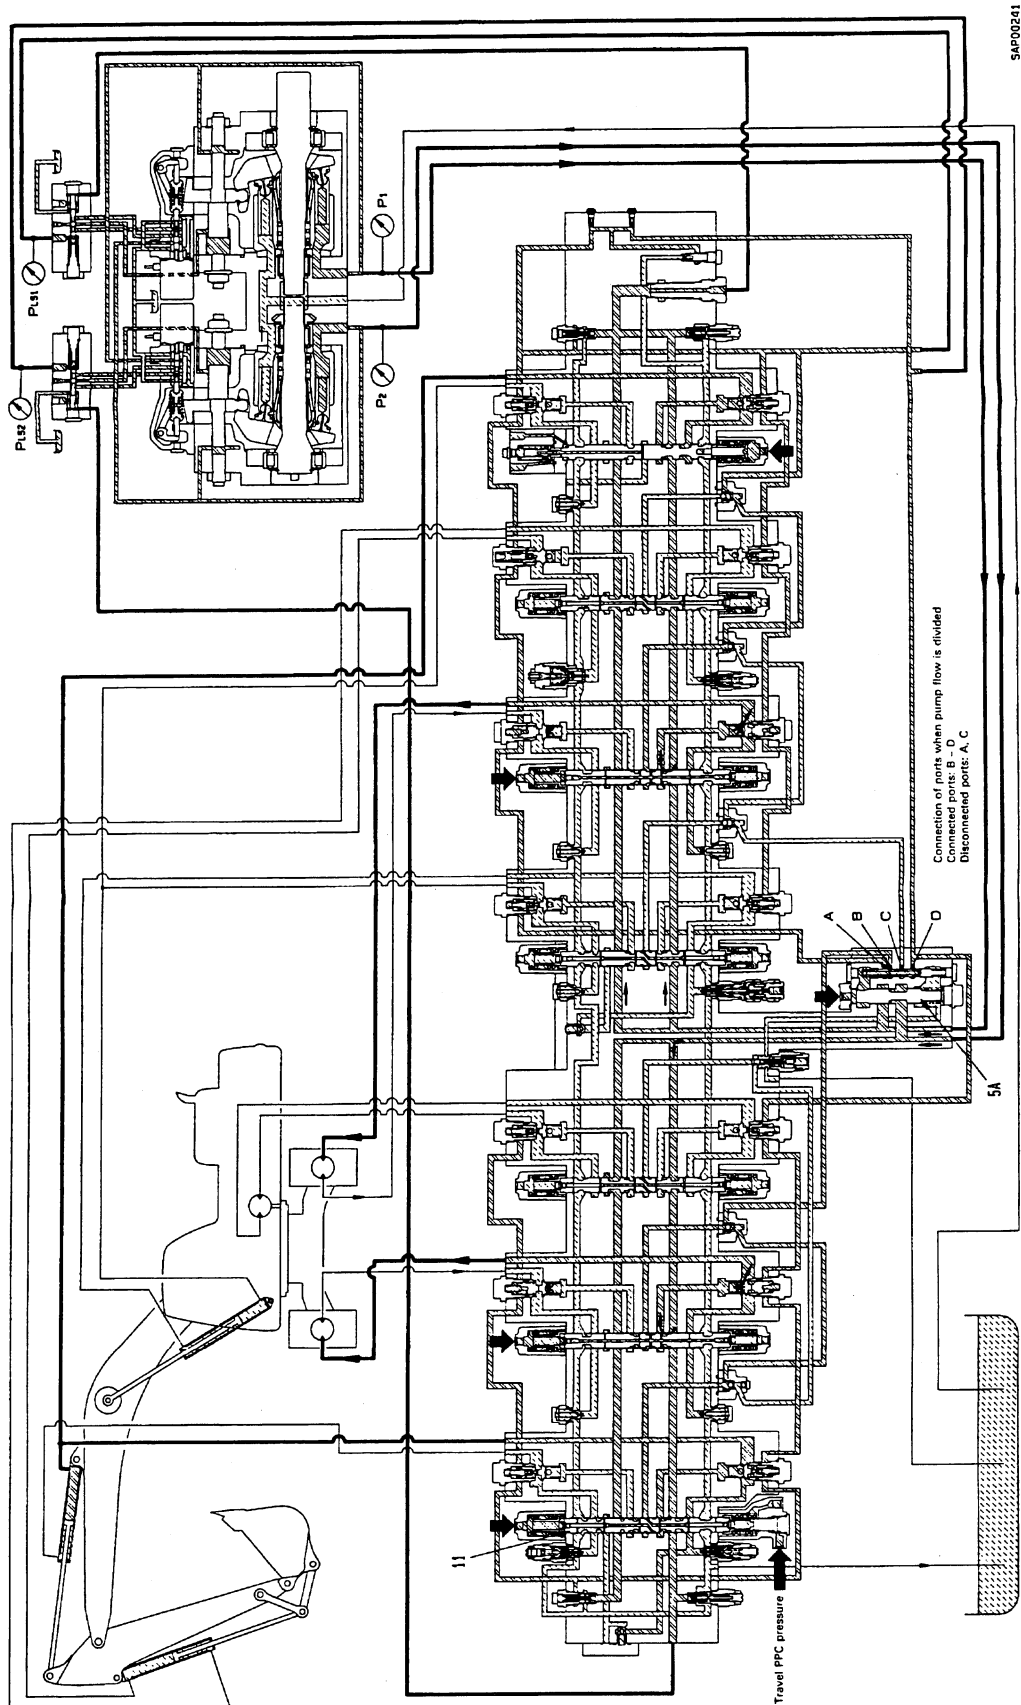 SAP00241
PLS1
PLS2
P1
P2
Connection of ports when pump flow is divided
Connected ports: B - D
Disconnected ports: A, C
A
B
C
D
5A
11
Travel PPC pressure